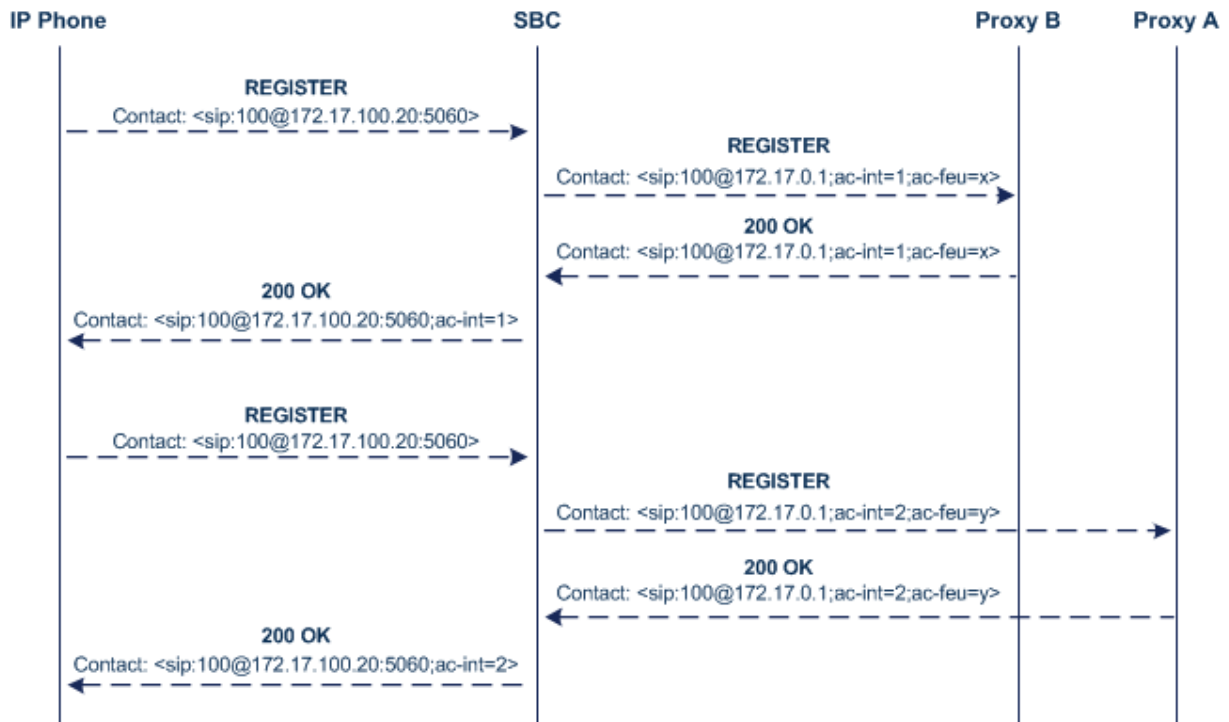 IP Phone
SBC
Proxy B
Proxy A
REGISTER
Contact: <sip:100@172.17.100.20:5060>
REGISTER
Contact: <sip:100@172.17.0.1;ac-int=1;ac-feu=x>
200 OK
Contact: <sip:100@172.17.0.1;ac-int=1;ac-feu=x>
200 OK
Contact: <sip:100@172.17.100.20:5060;ac-int=1>
REGISTER
Contact: <sip:100@172.17.100.20:5060>
REGISTER
Contact: <sip:100@172.17.0.1;ac-int=2;ac-feu=y>
200 OK
Contact: <sip:100@172.17.0.1;ac-int=2;ac-feu=y>
200 OK
Contact: <sip:100@172.17.100.20:5060;ac-int=2>